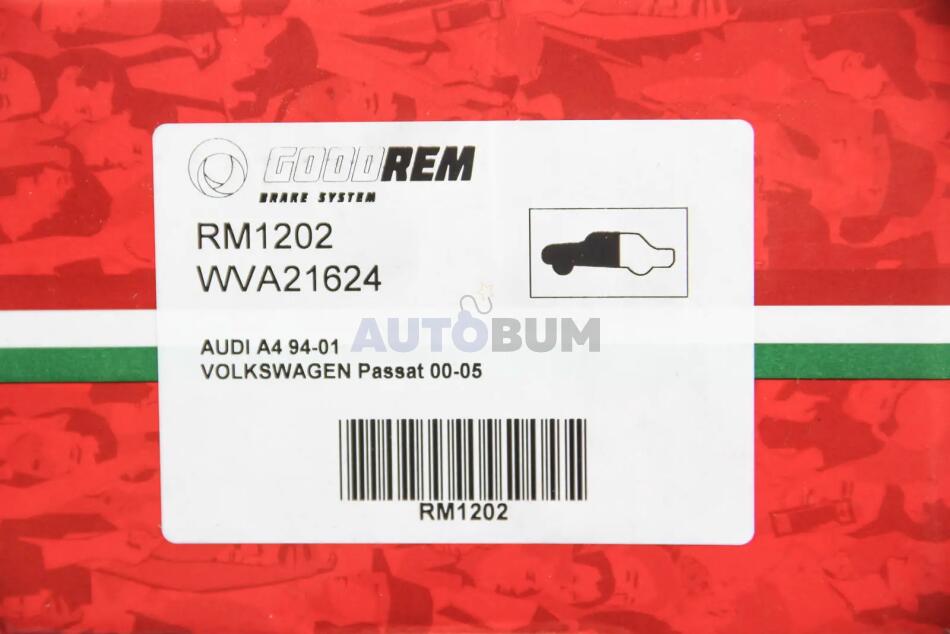 GOODREM
BRAKE SYSTEM
RM1202
WVA21624
AUTOBUM
AUDI A4 94-01
VOLKSWAGEN Passat 00-05
RM1202